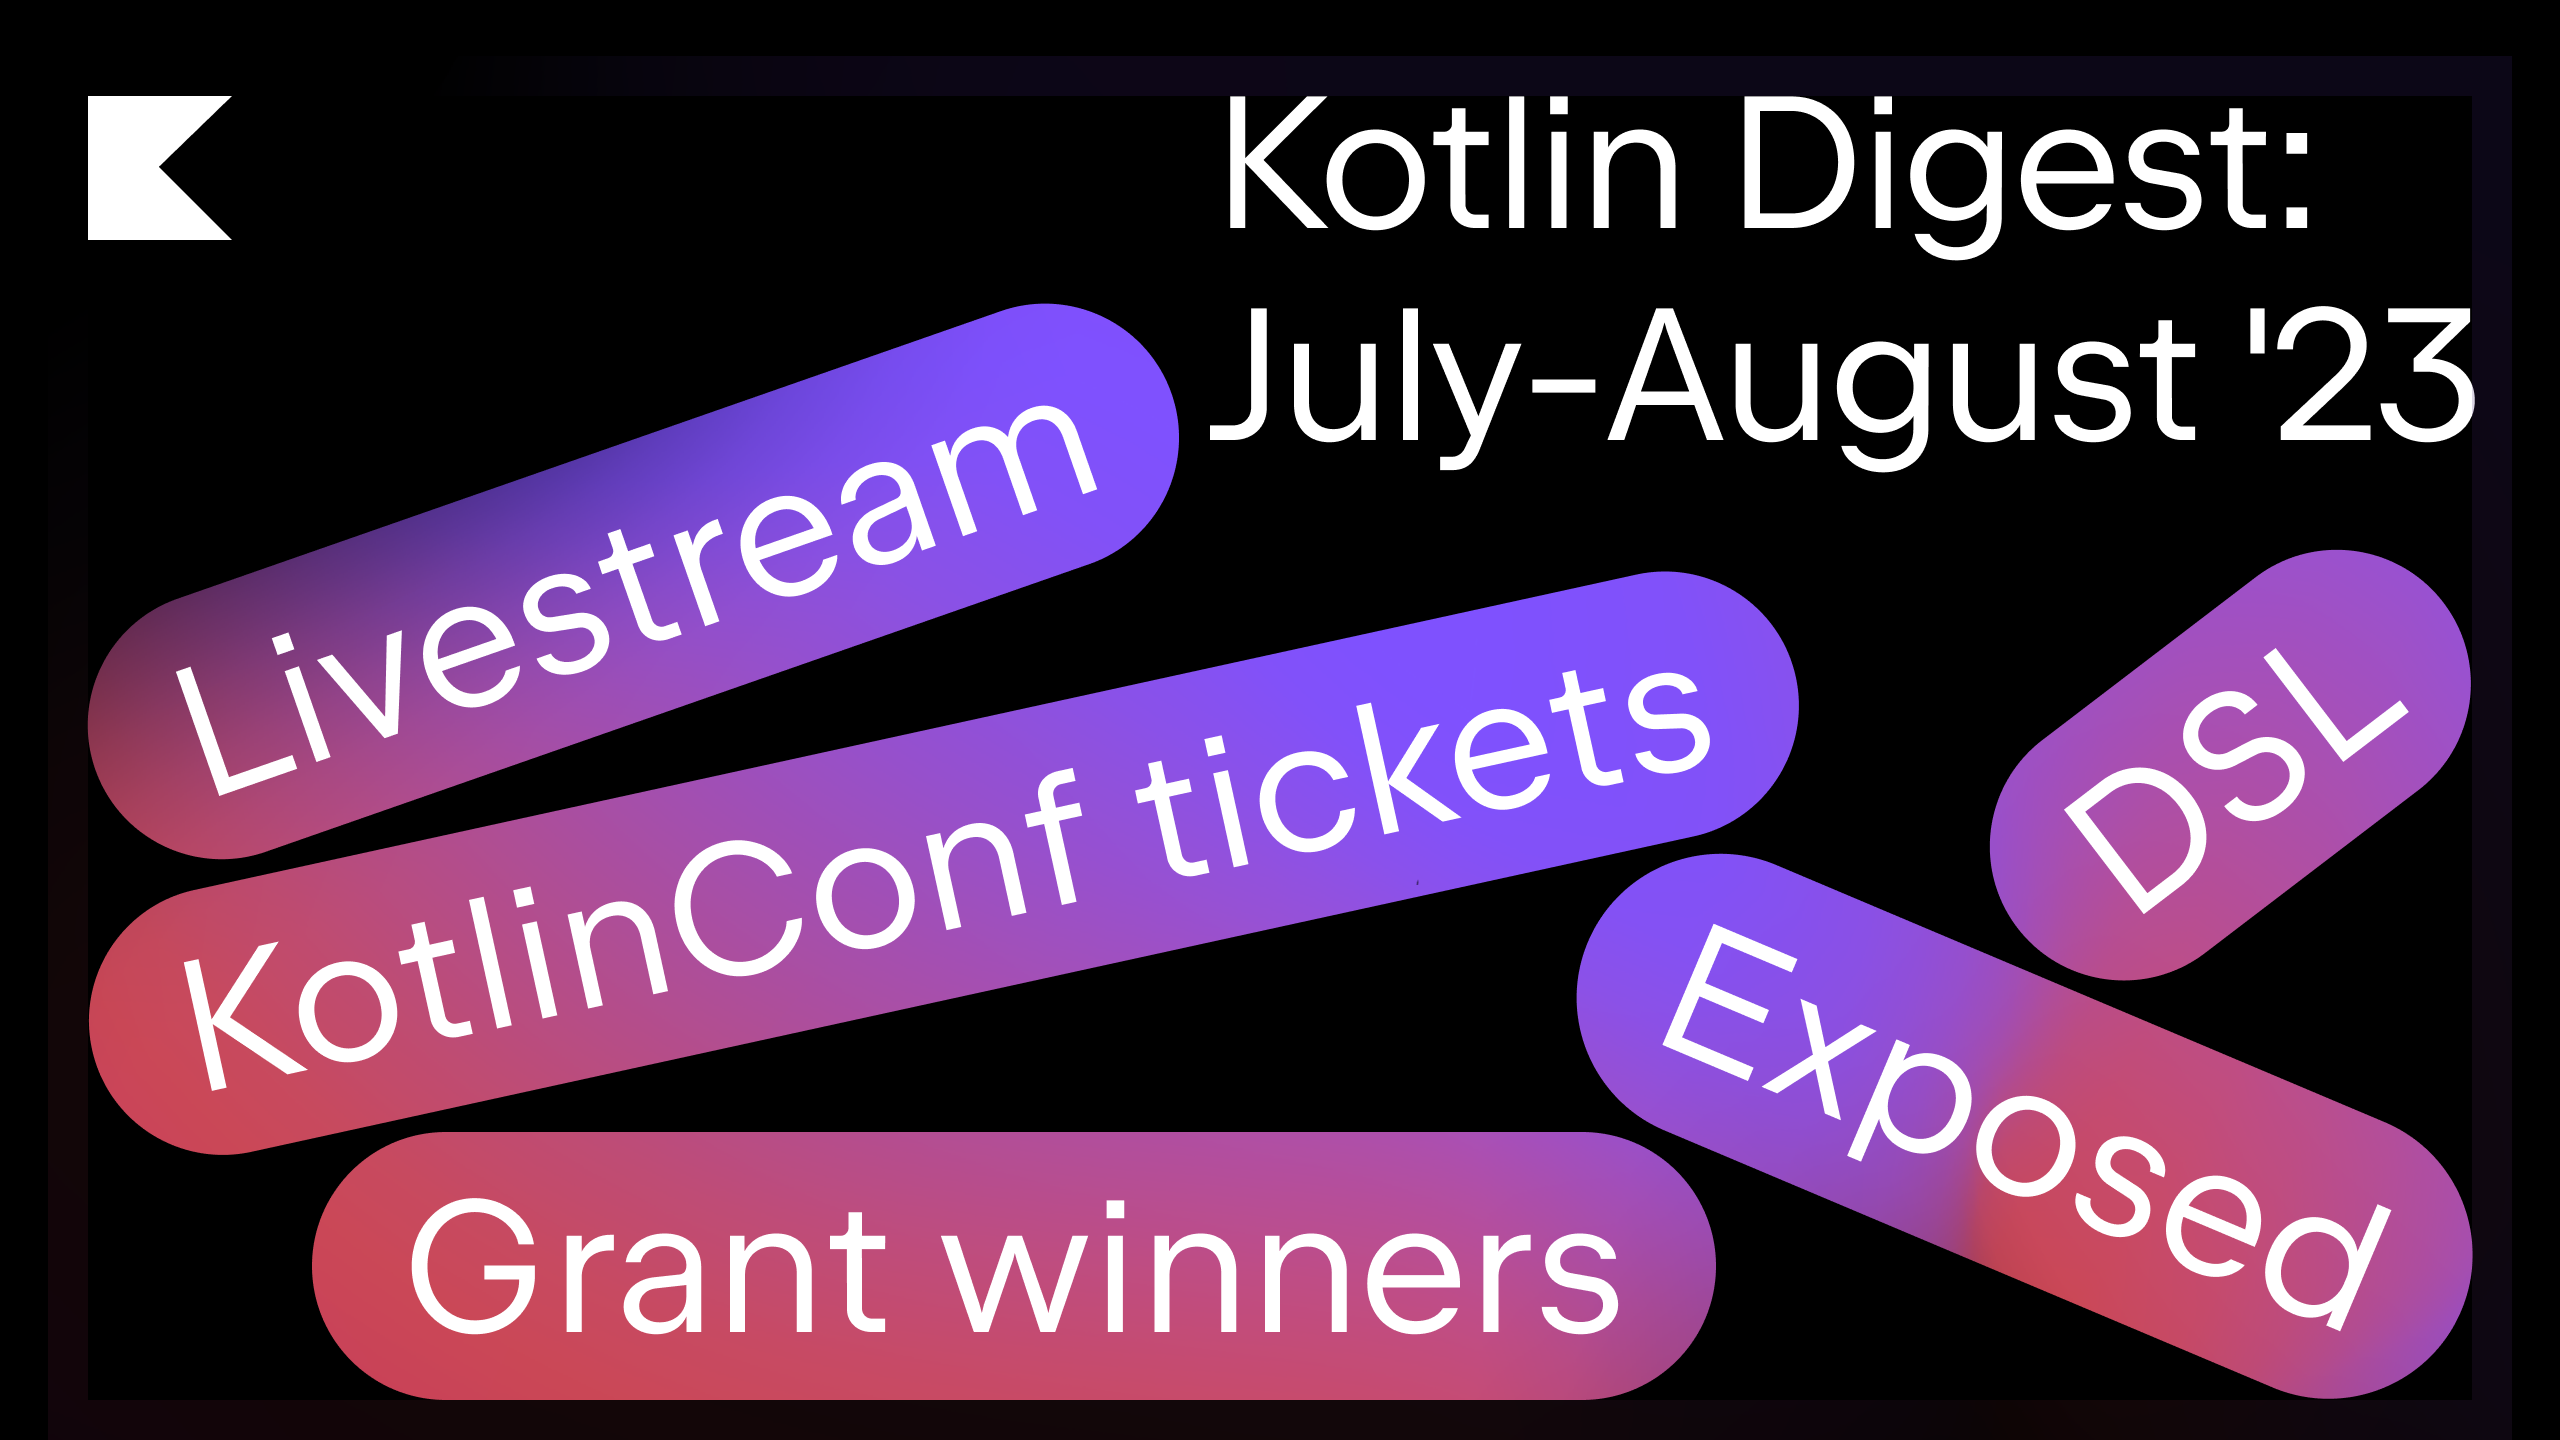 Kotlin Digest:
July-August '23
Livestream
KotlinConf tickets
DSL
Exposed
Grant winners